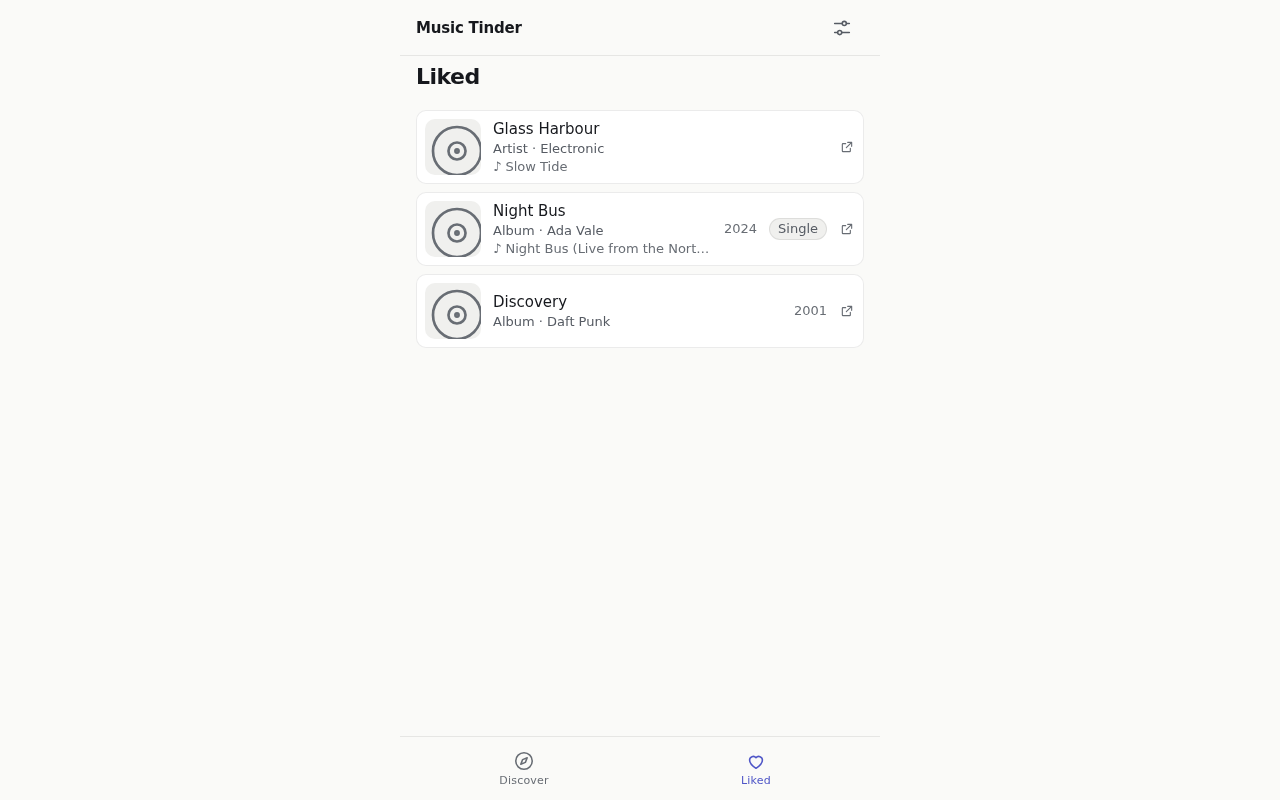 Music Tinder
Liked
Glass Harbour
Artist · Electronic
♪ Slow Tide
Night Bus
Album · Ada Vale
♪ Night Bus (Live from the Nort…
2024
Single
Discovery
Album · Daft Punk
2001
Discover
Liked